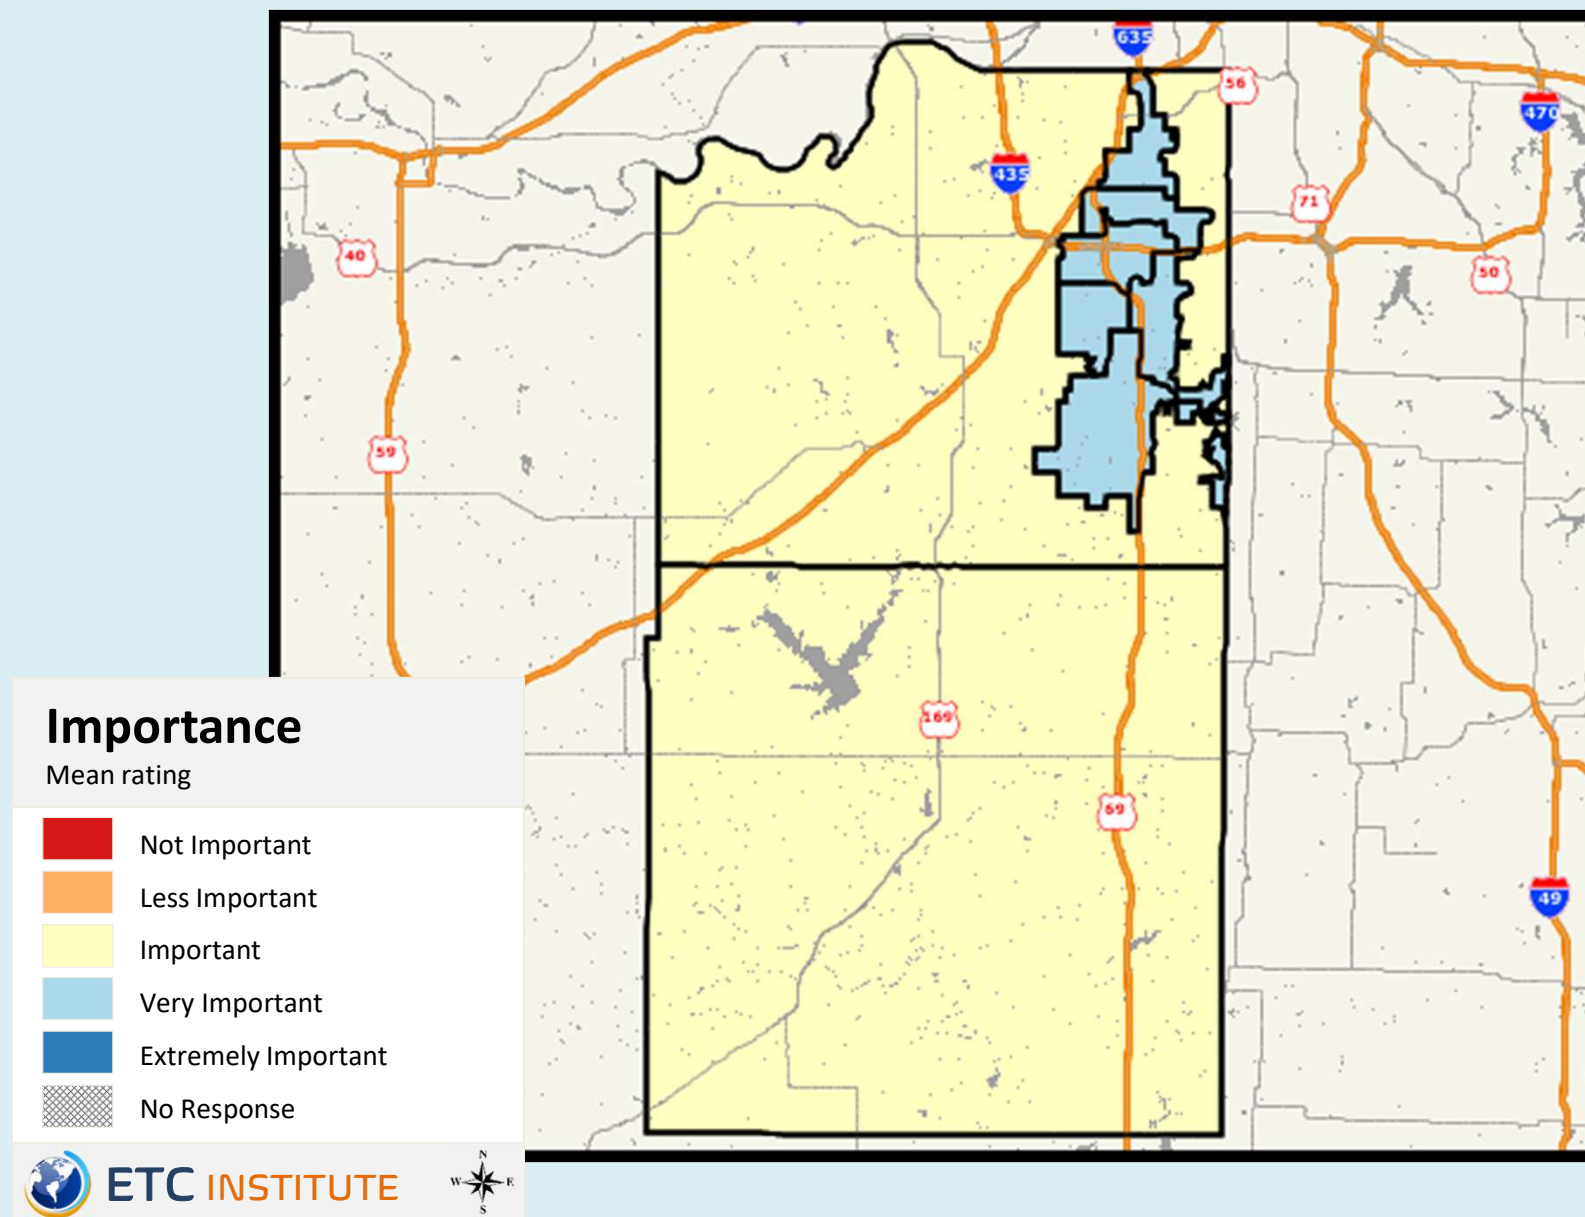 635
56
470
435
71
40
50
59
169
69
49
Importance
Mean rating
Not Important
Less Important
Important
Very Important
Extremely Important
No Response
ETC INSTITUTE
N
W E
S